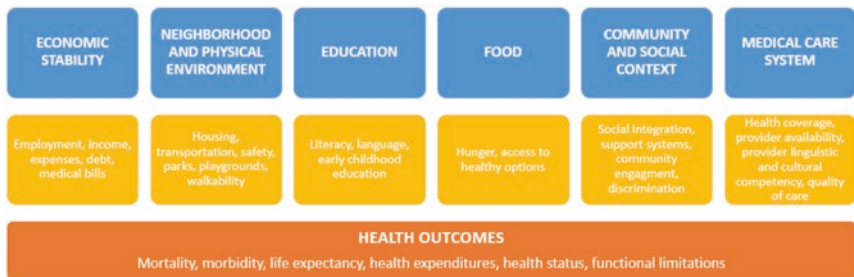 ECONOMIC
STABILITY
NEIGHBORHOOD
AND PHYSICAL
ENVIRONMENT
EDUCATION
FOOD
COMMUNITY
AND SOCIAL
CONTEXT
MEDICAL CARE
SYSTEM
Employment, income,
expenses, debt,
medical bills
Housing,
transportation, safety,
parks, playgrounds,
walkability
Literacy, language,
early childhood
education
Hunger, access to
healthy options
Social integration,
support systems,
community
engagment,
discrimination
Health coverage,
provider availability,
provider linguistic
and cultural
competency, quality
of care
HEALTH OUTCOMES
Mortality, morbidity, life expectancy, health expenditures, health status, functional limitations